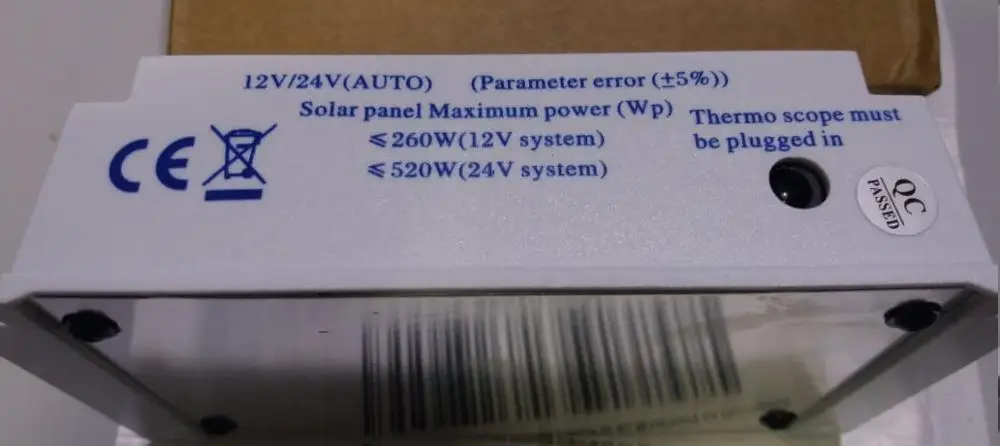 12V/24V(AUTO) (Parameter error (±5%))
Solar panel Maximum power (Wp)
≤260W(12V system)
≤520W(24V system)
Thermo scope must
be plugged in
CE
QC
PASSED